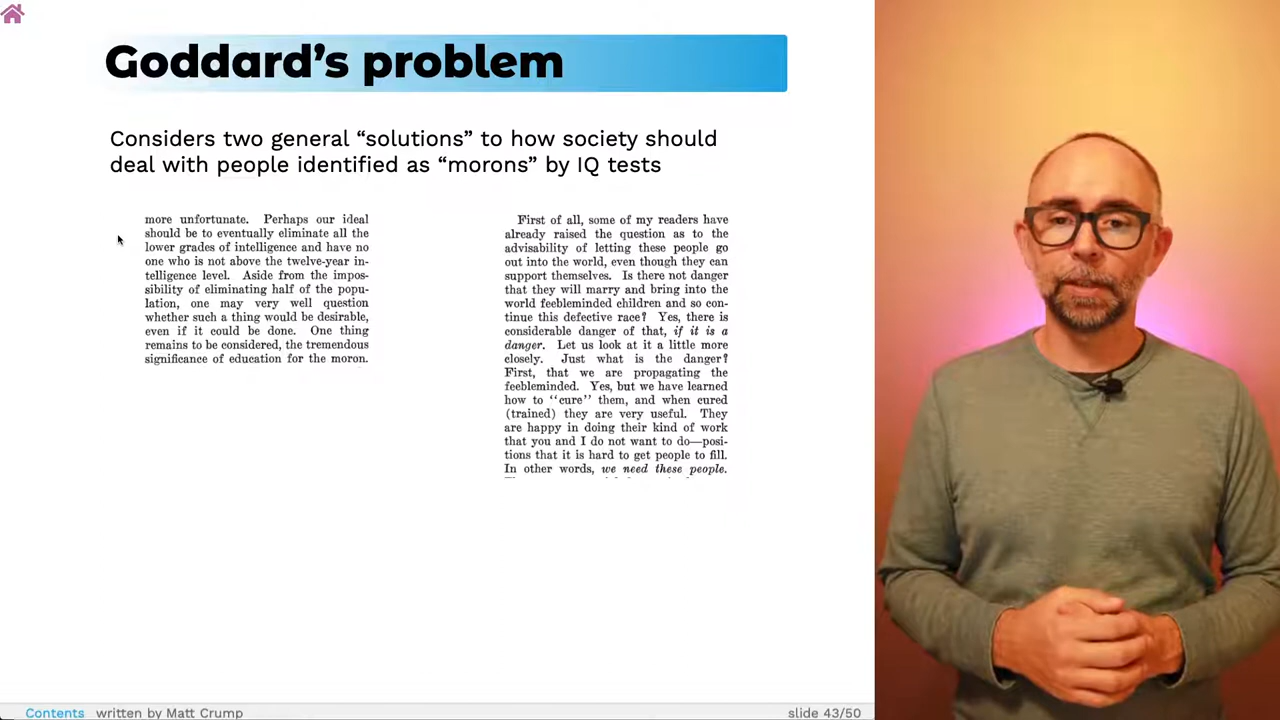 Goddard's problem
Considers two general “solutions” to how society should
deal with people identified as “morons” by IQ tests
more unfortunate. Perhaps our ideal
should be to eventually eliminate all the
lower grades of intelligence and have no
one who is not above the twelve-year in-
telligence level. Aside from the impos-
sibility of eliminating half of the popu-
lation, one may very well question
whether such a thing would be desirable,
even if it could be done. One thing
remains to be considered, the tremendous
significance of education for the moron.
First of all, some of my readers have
already raised the question as to the
advisability of letting these people go
out into the world, even though they can
support themselves. Is there not danger
that they will marry and bring into the
world feebleminded children and so con-
tinue this defective race? Yes, there is
considerable danger of that, if it is a
danger. Let us look at it a little more
closely. Just what is the danger?
First, that we are propagating the
feebleminded. Yes, but we have learned
how to ‘‘cure’’ them, and when cured
(trained) they are very useful. They
are happy in doing their kind of work
that you and I do not want to do—posi-
tions that it is hard to get people to fill.
In other words, we need these people.
Contents written by Matt Crump
slide 43/50